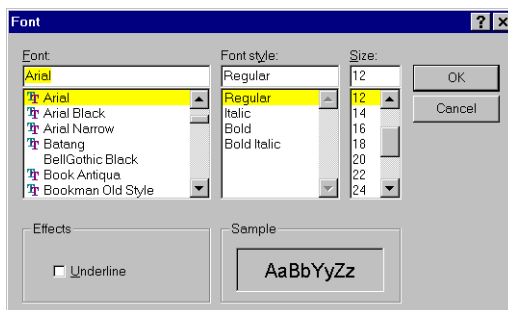 Font
Font:
Arial
Arial
Arial Black
Arial Narrow
Batang
BellGothic Black
Book Antiqua
Bookman Old Style
Font style:
Regular
Regular
Italic
Bold
Bold Italic
Size:
12
12
14
16
18
20
22
24
OK
Cancel
Effects
Underline
Sample
AaBbYyZz